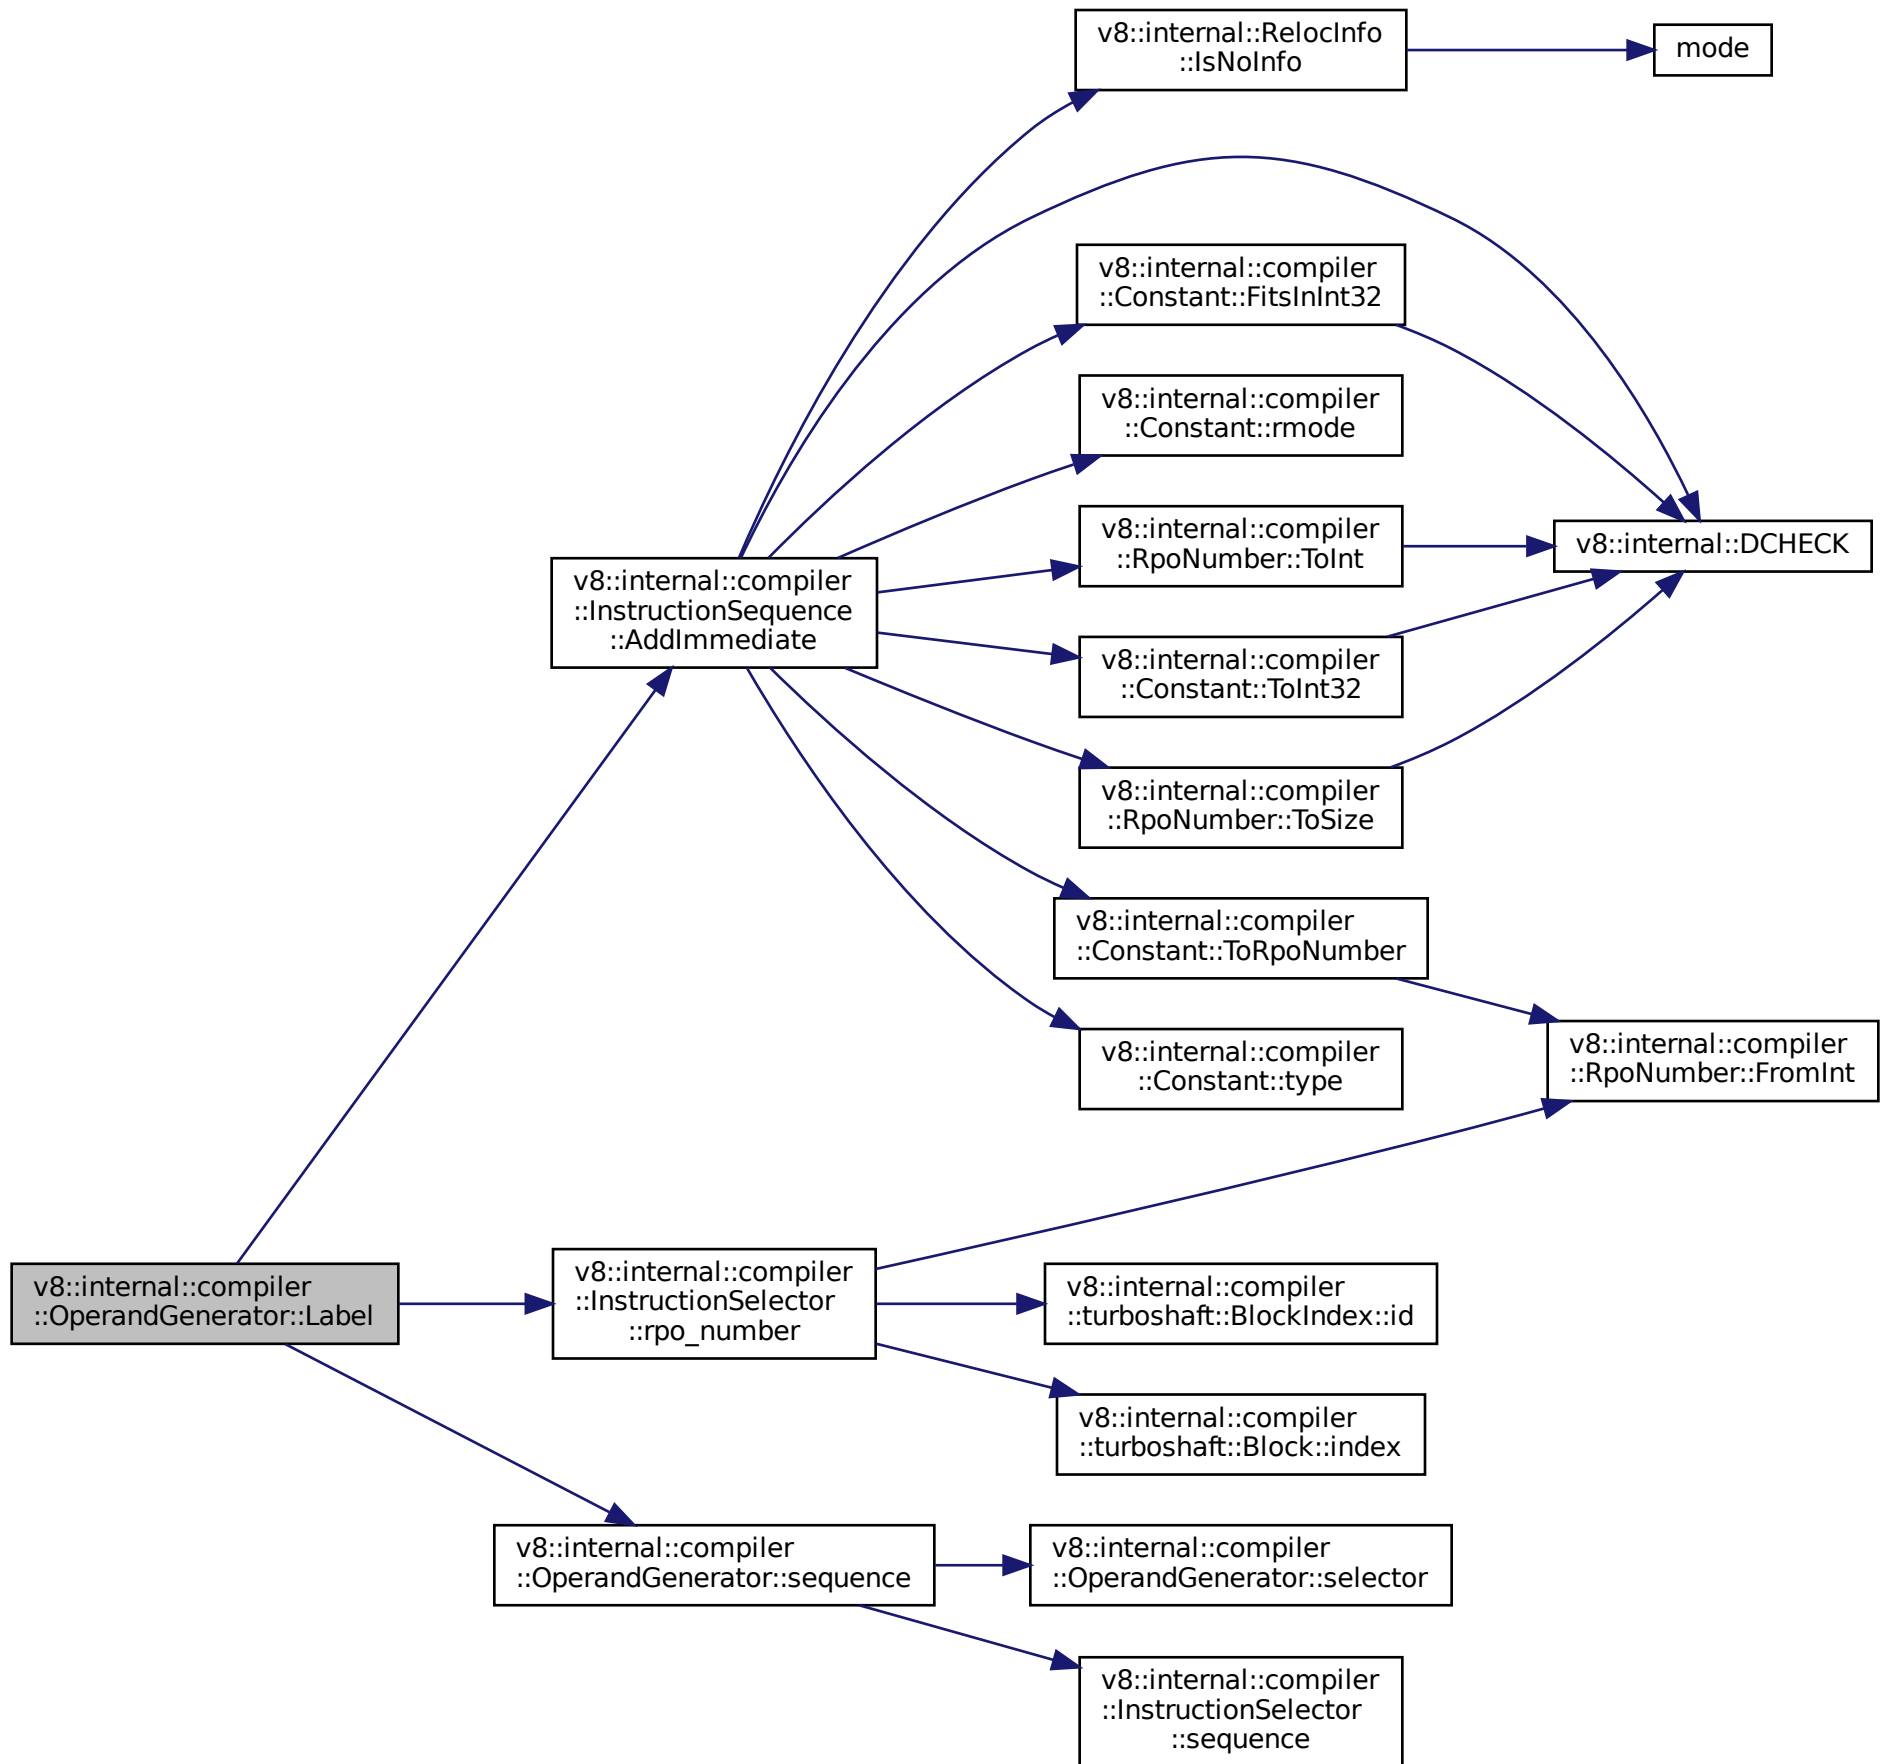 v8::internal::RelocInfo
::IsNoInfo
mode
v8::internal::compiler
::Constant::FitsInInt32
v8::internal::compiler
::Constant::rmode
v8::internal::compiler
::RpoNumber::ToInt
v8::internal::DCHECK
v8::internal::compiler
::InstructionSequence
::AddImmediate
v8::internal::compiler
::Constant::ToInt32
v8::internal::compiler
::RpoNumber::ToSize
v8::internal::compiler
::Constant::ToRpoNumber
v8::internal::compiler
::Constant::type
v8::internal::compiler
::RpoNumber::FromInt
v8::internal::compiler
::OperandGenerator::Label
v8::internal::compiler
::InstructionSelector
::rpo_number
v8::internal::compiler
::turboshaft::BlockIndex::id
v8::internal::compiler
::turboshaft::Block::index
v8::internal::compiler
::OperandGenerator::sequence
v8::internal::compiler
::OperandGenerator::selector
v8::internal::compiler
::InstructionSelector
::sequence